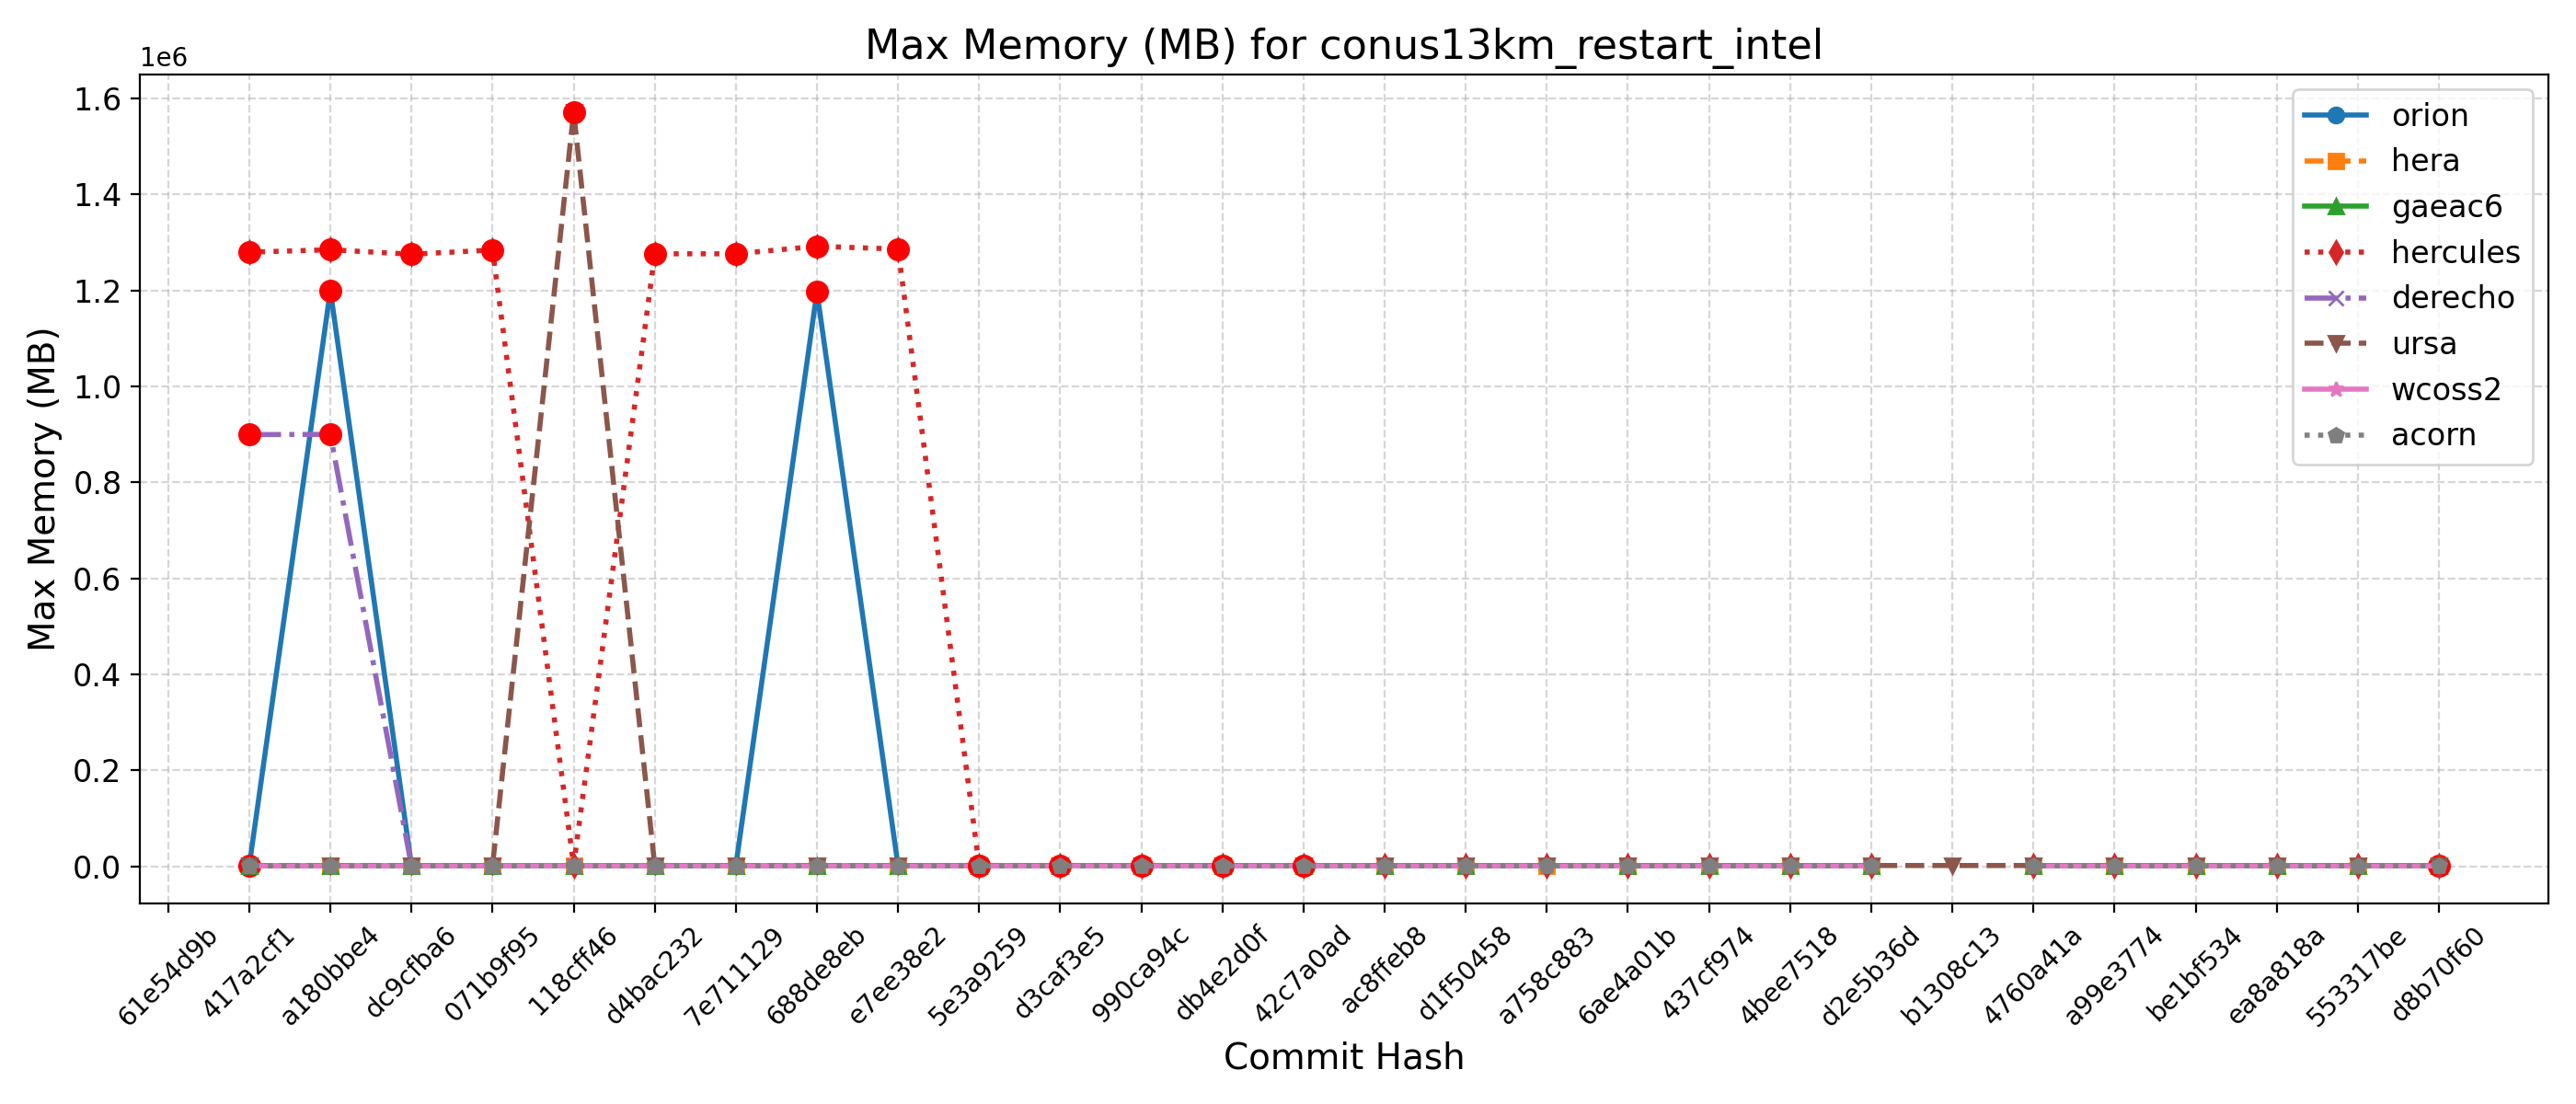 Max Memory (MB) for conus13km_restart_intel
1e6
1.6
1.4
1.2
1.0
0.8
0.6
0.4
0.2
0.0
Max Memory (MB)
orion
hera
gaeac6
hercules
derecho
ursa
wcoss2
acorn
61e54d9b
417a2cf1
a180bbe4
dc9cfba6
071b9f95
118cff46
d4bac232
7e711129
688de8eb
e7ee38e2
5e3a9259
d3caf3e5
990ca94c
db4e2d0f
42c7a0ad
ac8ffeb8
d1f50458
a758c883
6ae4a01b
437cf974
4bee7518
d2e5b36d
b1308c13
4760a41a
a99e3774
be1bf534
ea8a818a
553317be
d8b70f60
Commit Hash